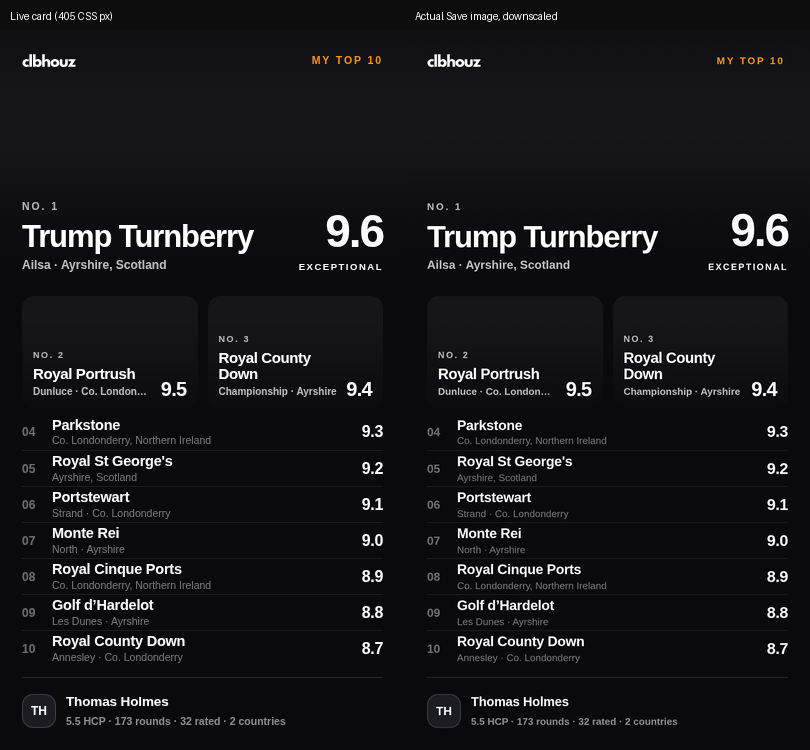 Live card (405 CSS px)
clbhouz
MY TOP 10
NO. 1
Trump Turnberry
9.6
Ailsa · Ayrshire, Scotland
EXCEPTIONAL
NO. 2
Royal Portrush
Dunluce · Co. London...
9.5
NO. 3
Royal County
Down
Championship · Ayrshire
9.4
04
Parkstone
Co. Londonderry, Northern Ireland
9.3
05
Royal St George's
Ayrshire, Scotland
9.2
06
Portstewart
Strand · Co. Londonderry
9.1
07
Monte Rei
North · Ayrshire
9.0
08
Royal Cinque Ports
Co. Londonderry, Northern Ireland
8.9
09
Golf d’Hardelot
Les Dunes · Ayrshire
8.8
10
Royal County Down
Annesley · Co. Londonderry
8.7
TH
Thomas Holmes
5.5 HCP · 173 rounds · 32 rated · 2 countries
Actual Save image, downscaled
clbhouz
MY TOP 10
NO. 1
Trump Turnberry
9.6
Ailsa · Ayrshire, Scotland
EXCEPTIONAL
NO. 2
Royal Portrush
Dunluce · Co. London...
9.5
NO. 3
Royal County
Down
Championship · Ayrshire
9.4
04
Parkstone
Co. Londonderry, Northern Ireland
9.3
05
Royal St George's
Ayrshire, Scotland
9.2
06
Portstewart
Strand · Co. Londonderry
9.1
07
Monte Rei
North · Ayrshire
9.0
08
Royal Cinque Ports
Co. Londonderry, Northern Ireland
8.9
09
Golf d’Hardelot
Les Dunes · Ayrshire
8.8
10
Royal County Down
Annesley · Co. Londonderry
8.7
TH
Thomas Holmes
5.5 HCP · 173 rounds · 32 rated · 2 countries